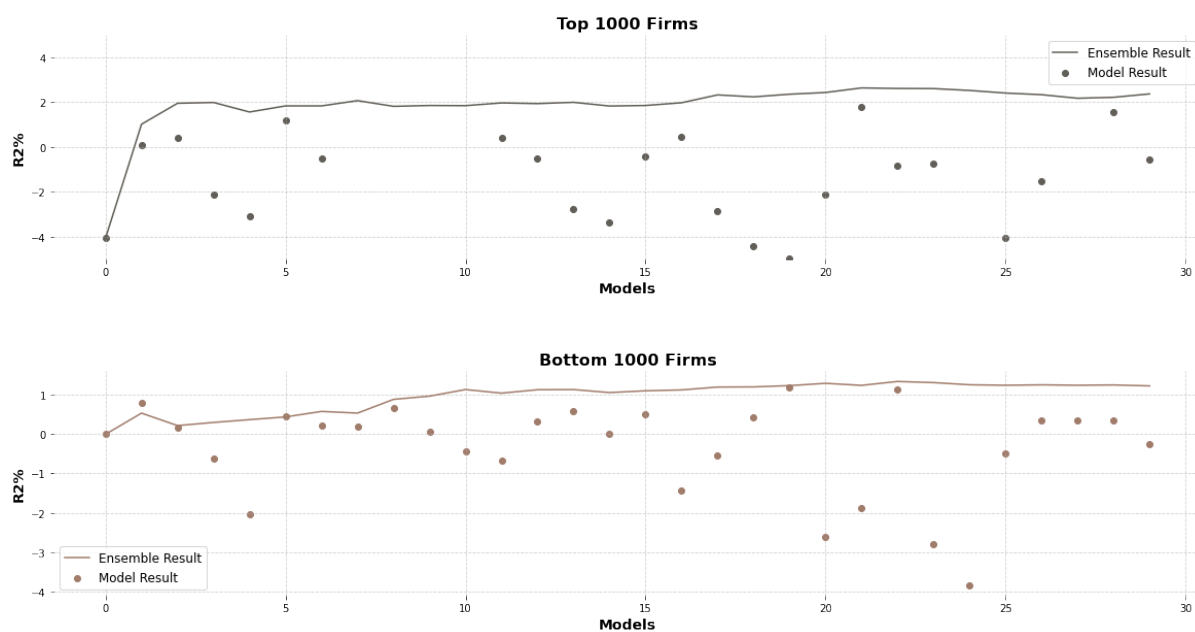 Top 1000 Firms
4
2
0
−2
−4
R2%
Ensemble Result
Model Result
0 5 10 15 20 25 30
Models
Bottom 1000 Firms
1
0
−1
−2
−3
−4
R2%
Ensemble Result
Model Result
0 5 10 15 20 25 30
Models